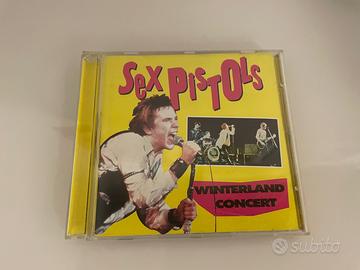 Sex PisTOLs
WINTERLAND
CONCERT
subito